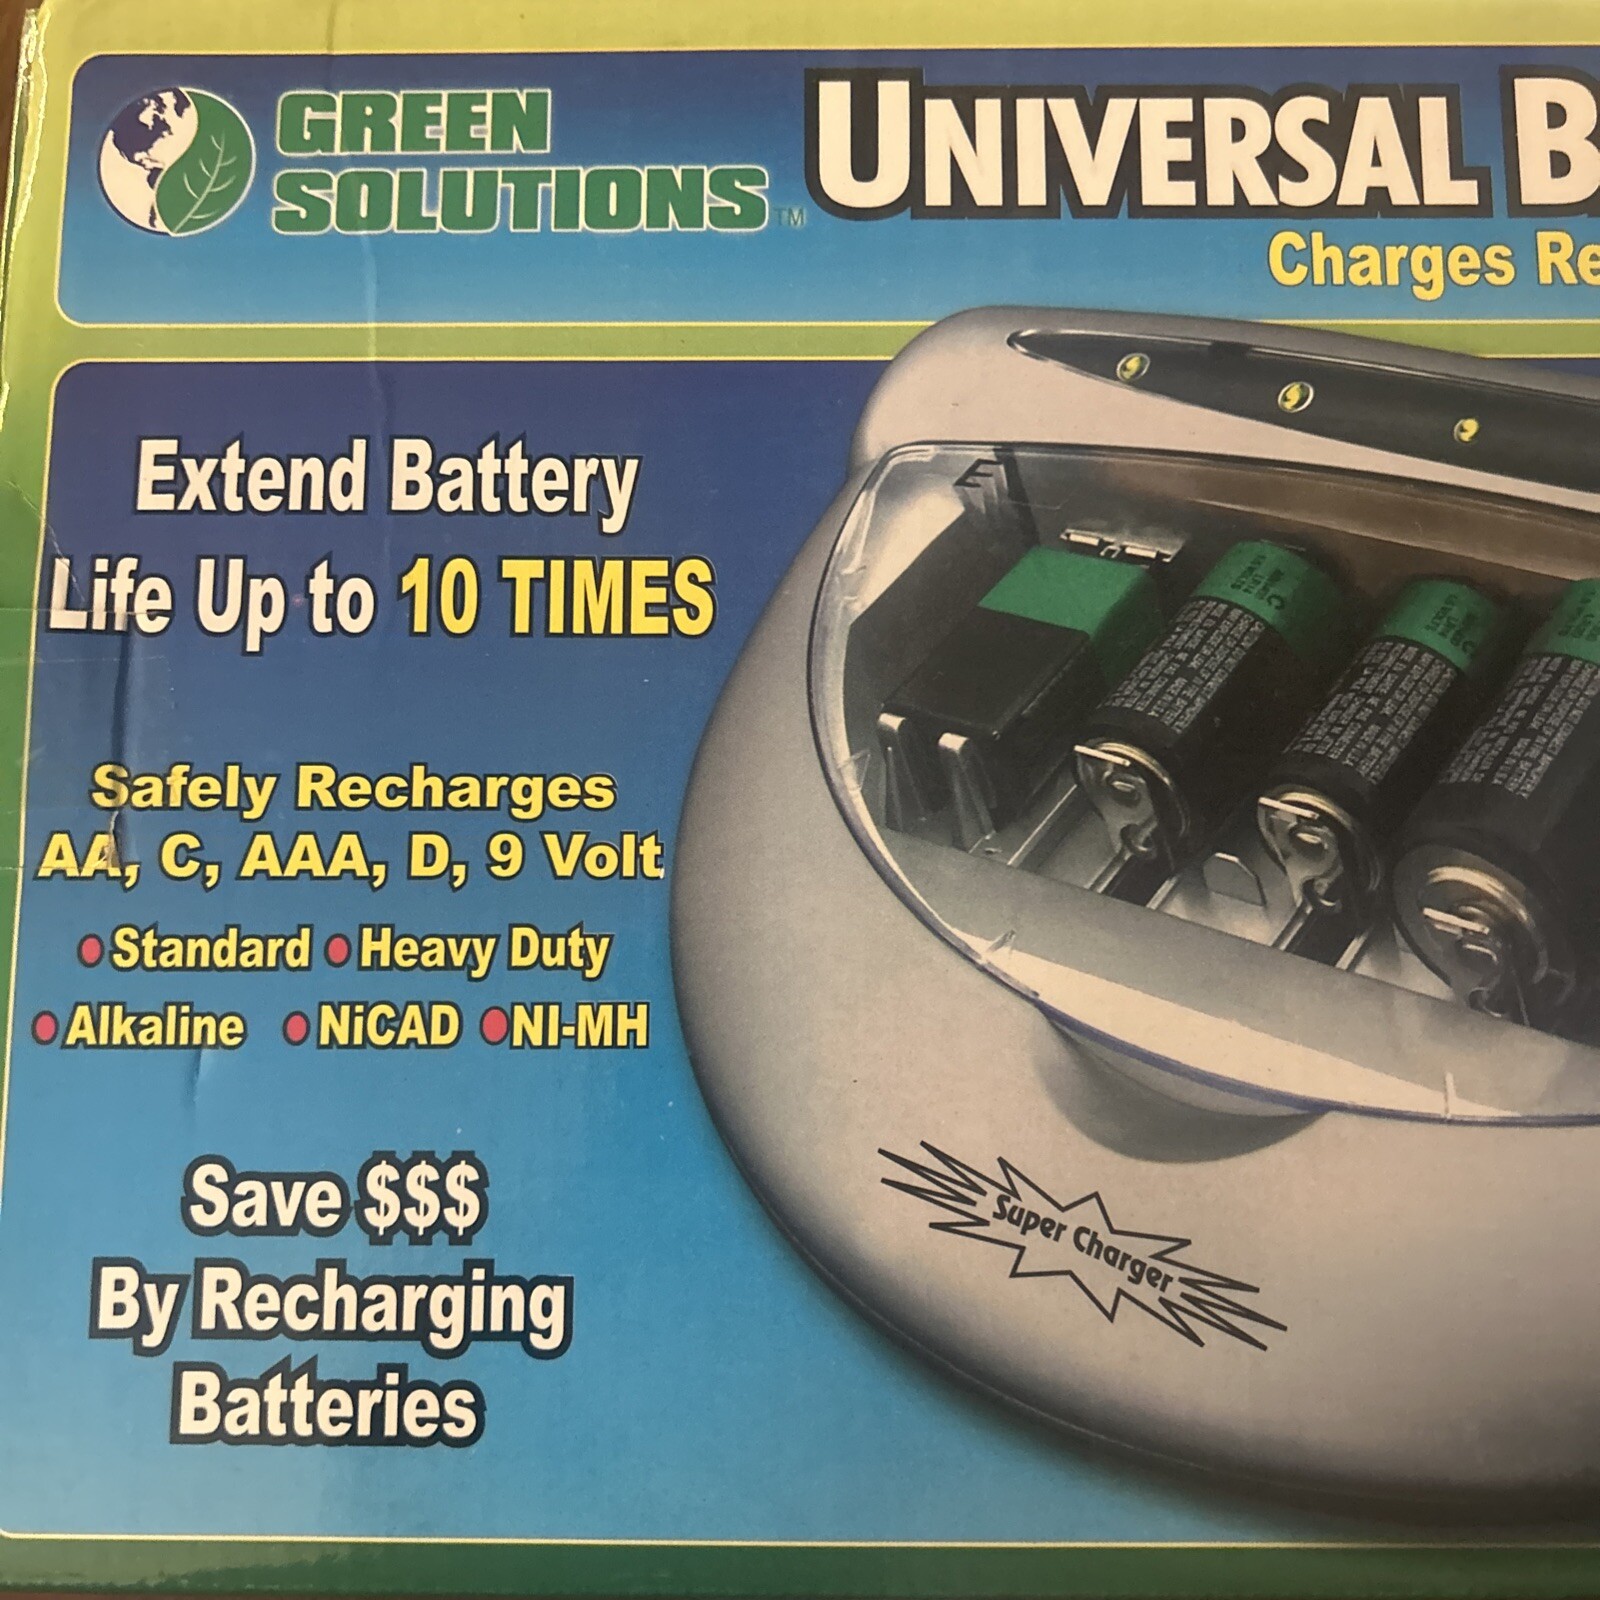 GREEN
SOLUTIONS™
UNIVERSAL B
Charges Re
Extend Battery
Life Up to 10 TIMES
Safely Recharges
AA, C, AAA, D, 9 Volt
•Standard •Heavy Duty
•Alkaline •NiCAD •NI-MH
Save $$$
By Recharging
Batteries
Super Charger